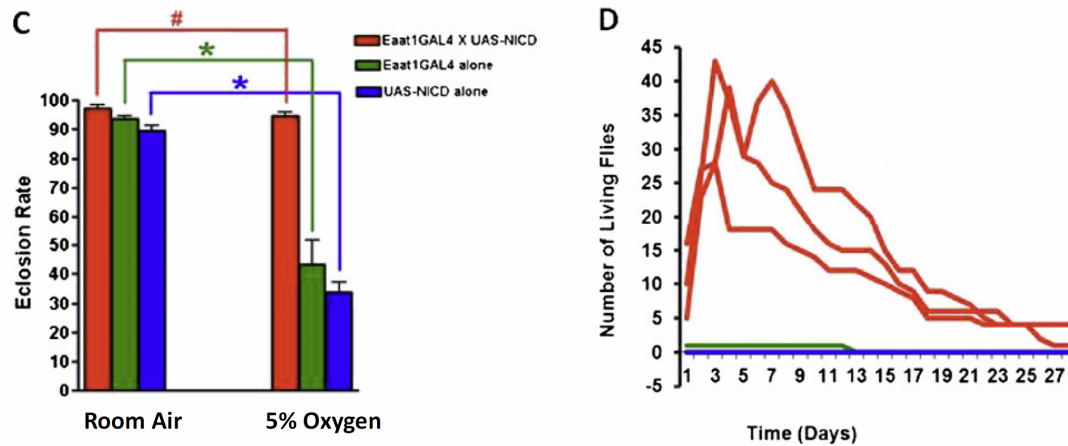 C
#
*
*
Eaat1GAL4 X UAS-NICD
Eaat1GAL4 alone
UAS-NICD alone
Eclosion Rate
100
90
80
70
60
50
40
30
20
10
0
Room Air
5% Oxygen
D
Number of Living Flies
45
40
35
30
25
20
15
10
5
0
-5
1 3 5 7 9 11 13 15 17 19 21 23 25 27
Time (Days)